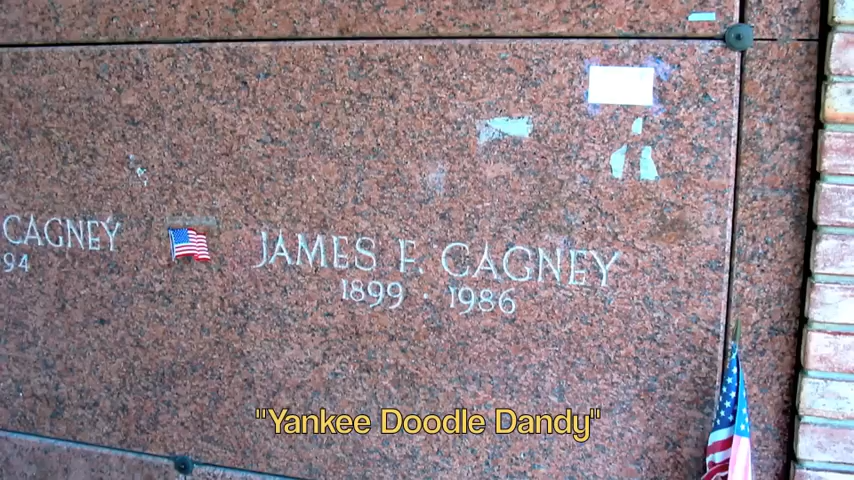 CAGNEY
94
JAMES F. CAGNEY
1899 · 1986
"Yankee Doodle Dandy"